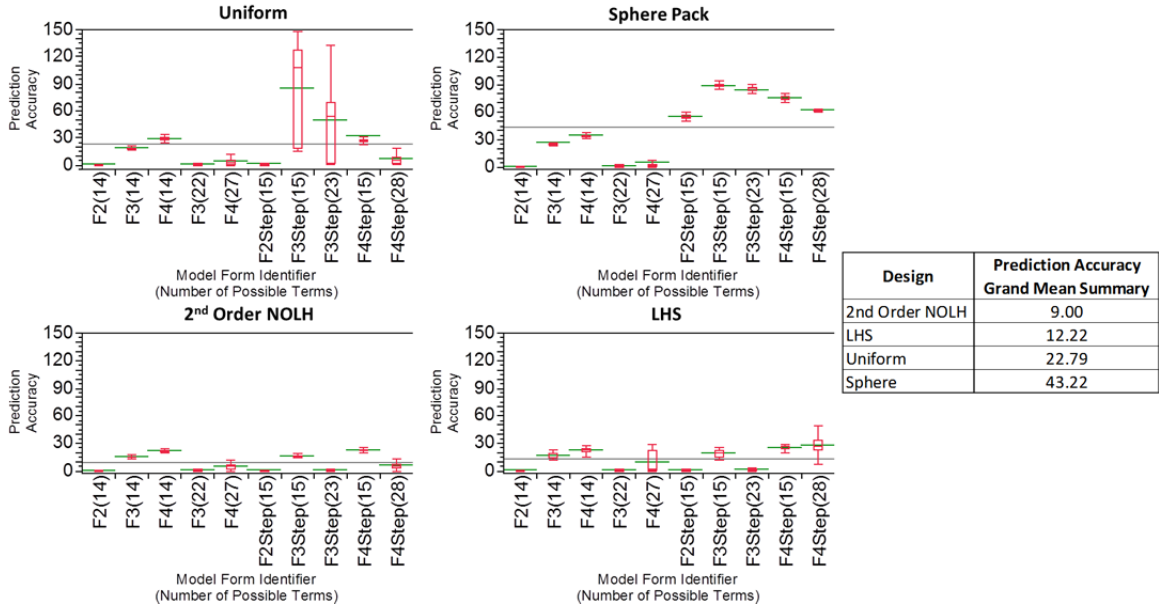 Uniform
150
120
90
60
30
0
Prediction
Accuracy
F2(14)
F3(14)
F4(14)
F3(22)
F4(27)
F2Step(15)
F3Step(15)
F3Step(23)
F4Step(15)
F4Step(28)
Model Form Identifier
(Number of Possible Terms)
Sphere Pack
150
120
90
60
30
0
Prediction
Accuracy
F2(14)
F3(14)
F4(14)
F3(22)
F4(27)
F2Step(15)
F3Step(15)
F3Step(23)
F4Step(15)
F4Step(28)
Model Form Identifier
(Number of Possible Terms)
2nd Order NOLH
150
120
90
60
30
0
Prediction
Accuracy
F2(14)
F3(14)
F4(14)
F3(22)
F4(27)
F2Step(15)
F3Step(15)
F3Step(23)
F4Step(15)
F4Step(28)
Model Form Identifier
(Number of Possible Terms)
LHS
150
120
90
60
30
0
Prediction
Accuracy
F2(14)
F3(14)
F4(14)
F3(22)
F4(27)
F2Step(15)
F3Step(15)
F3Step(23)
F4Step(15)
F4Step(28)
Model Form Identifier
(Number of Possible Terms)
Design
Prediction Accuracy
Grand Mean Summary
2nd Order NOLH 9.00
LHS 12.22
Uniform 22.79
Sphere 43.22